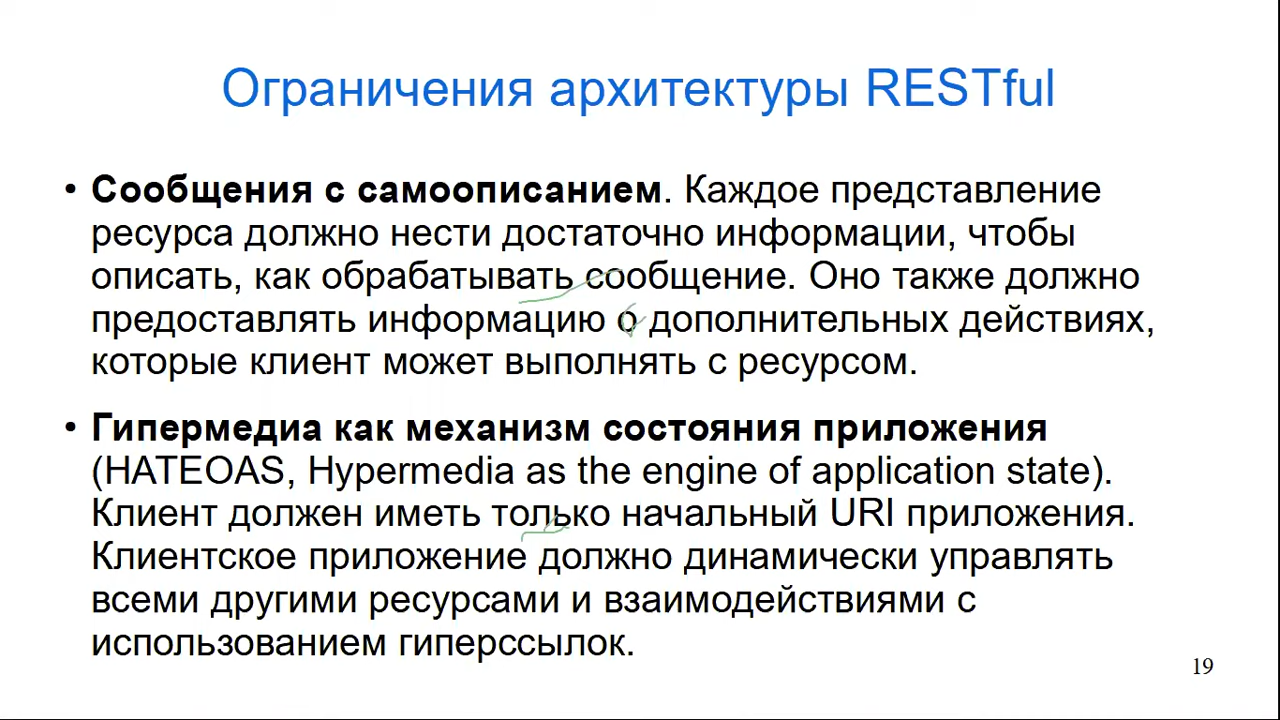 Ограничения архитектуры RESTful
• Сообщения с самоописанием. Каждое представление
ресурса должно нести достаточно информации, чтобы
описать, как обрабатывать сообщение. Оно также должно
предоставлять информацию о дополнительных действиях,
которые клиент может выполнять с ресурсом.
• Гипермедиа как механизм состояния приложения
(HATEOAS, Hypermedia as the engine of application state).
Клиент должен иметь только начальный URI приложения.
Клиентское приложение должно динамически управлять
всеми другими ресурсами и взаимодействиями с
использованием гиперссылок.
19